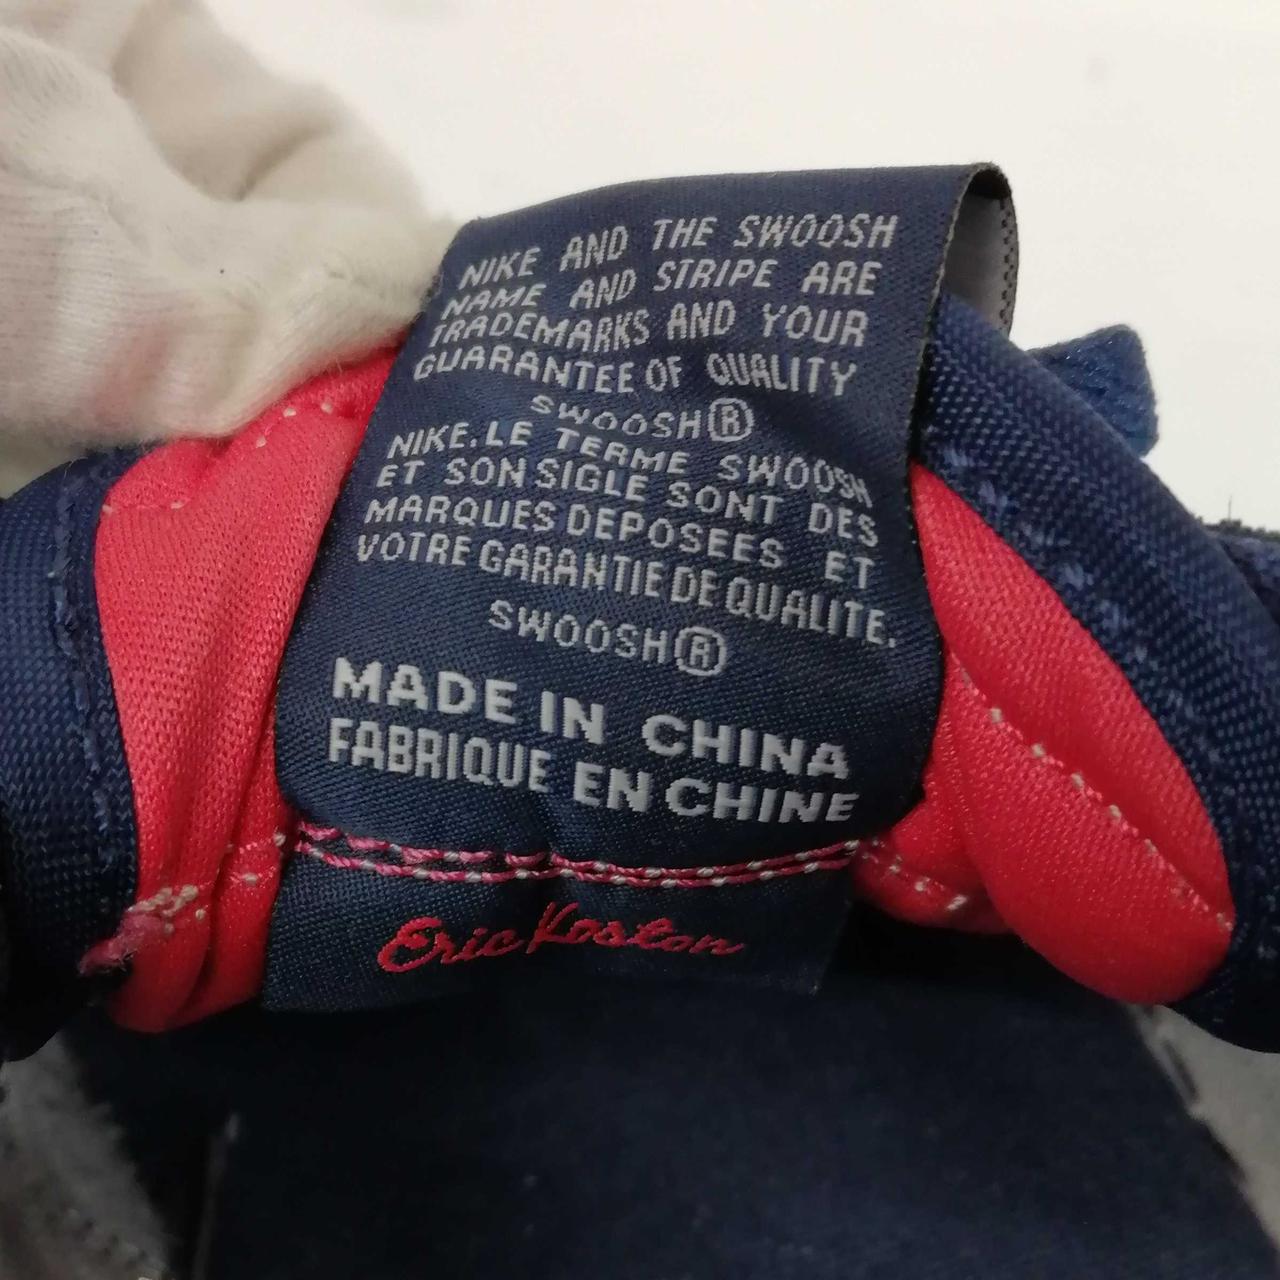 NIKE AND THE SWOOSH
NAME AND STRIPE ARE
TRADEMARKS AND YOUR
GUARANTEE OF QUALITY
SWOOSH®
NIKE.LE TERME SWOOSH
ET SON SIGLE SONT DES
MARQUES DEPOSEES ET
VOTRE GARANTIE DE QUALITE.
SWOOSH®
MADE IN CHINA
FABRIQUE EN CHINE
Eric Koston